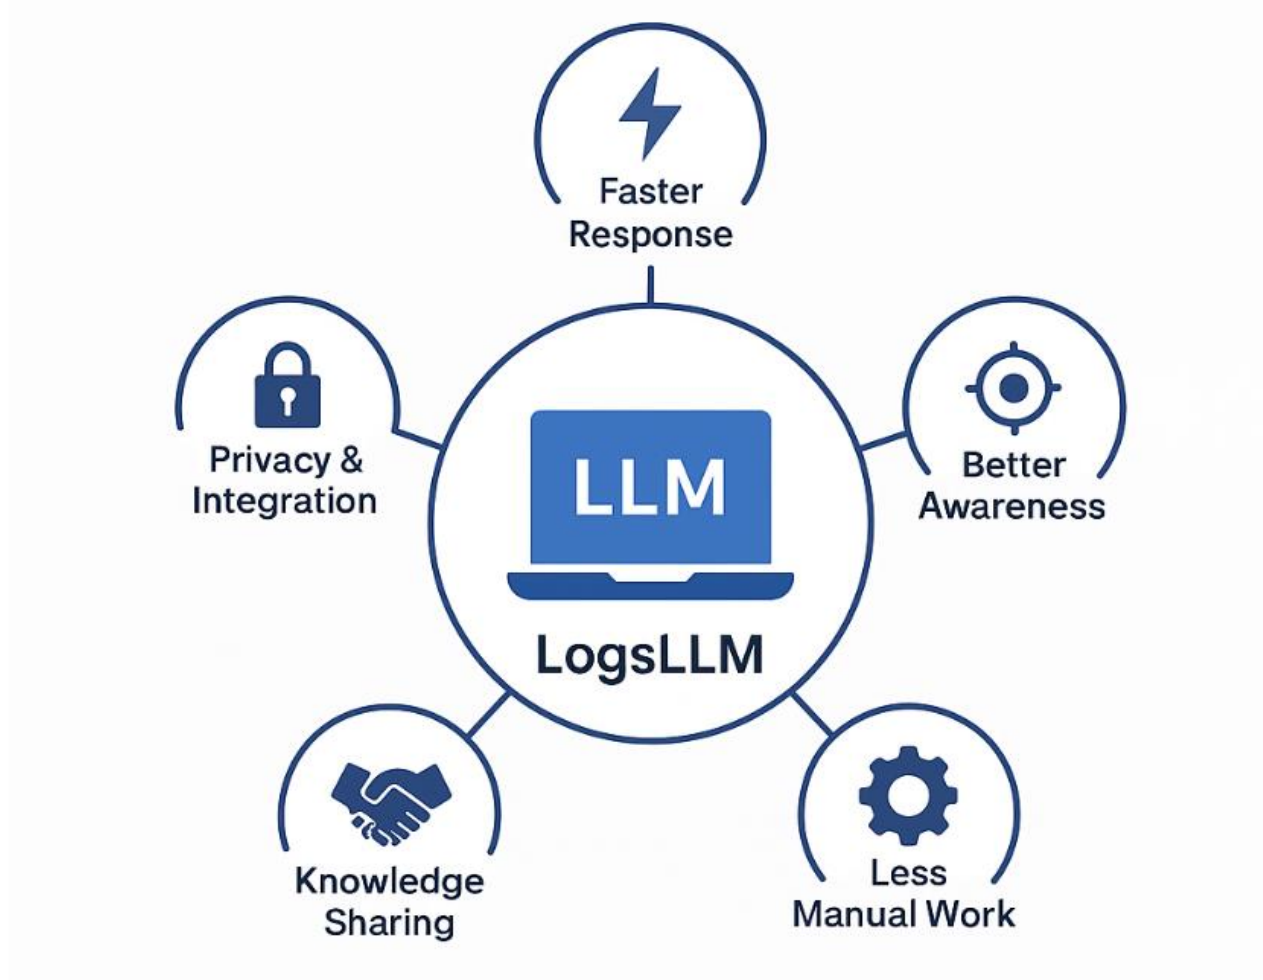 Faster
Response
Privacy &
Integration
Better
Awareness
LLM
LogsLLM
Knowledge
Sharing
Less
Manual Work